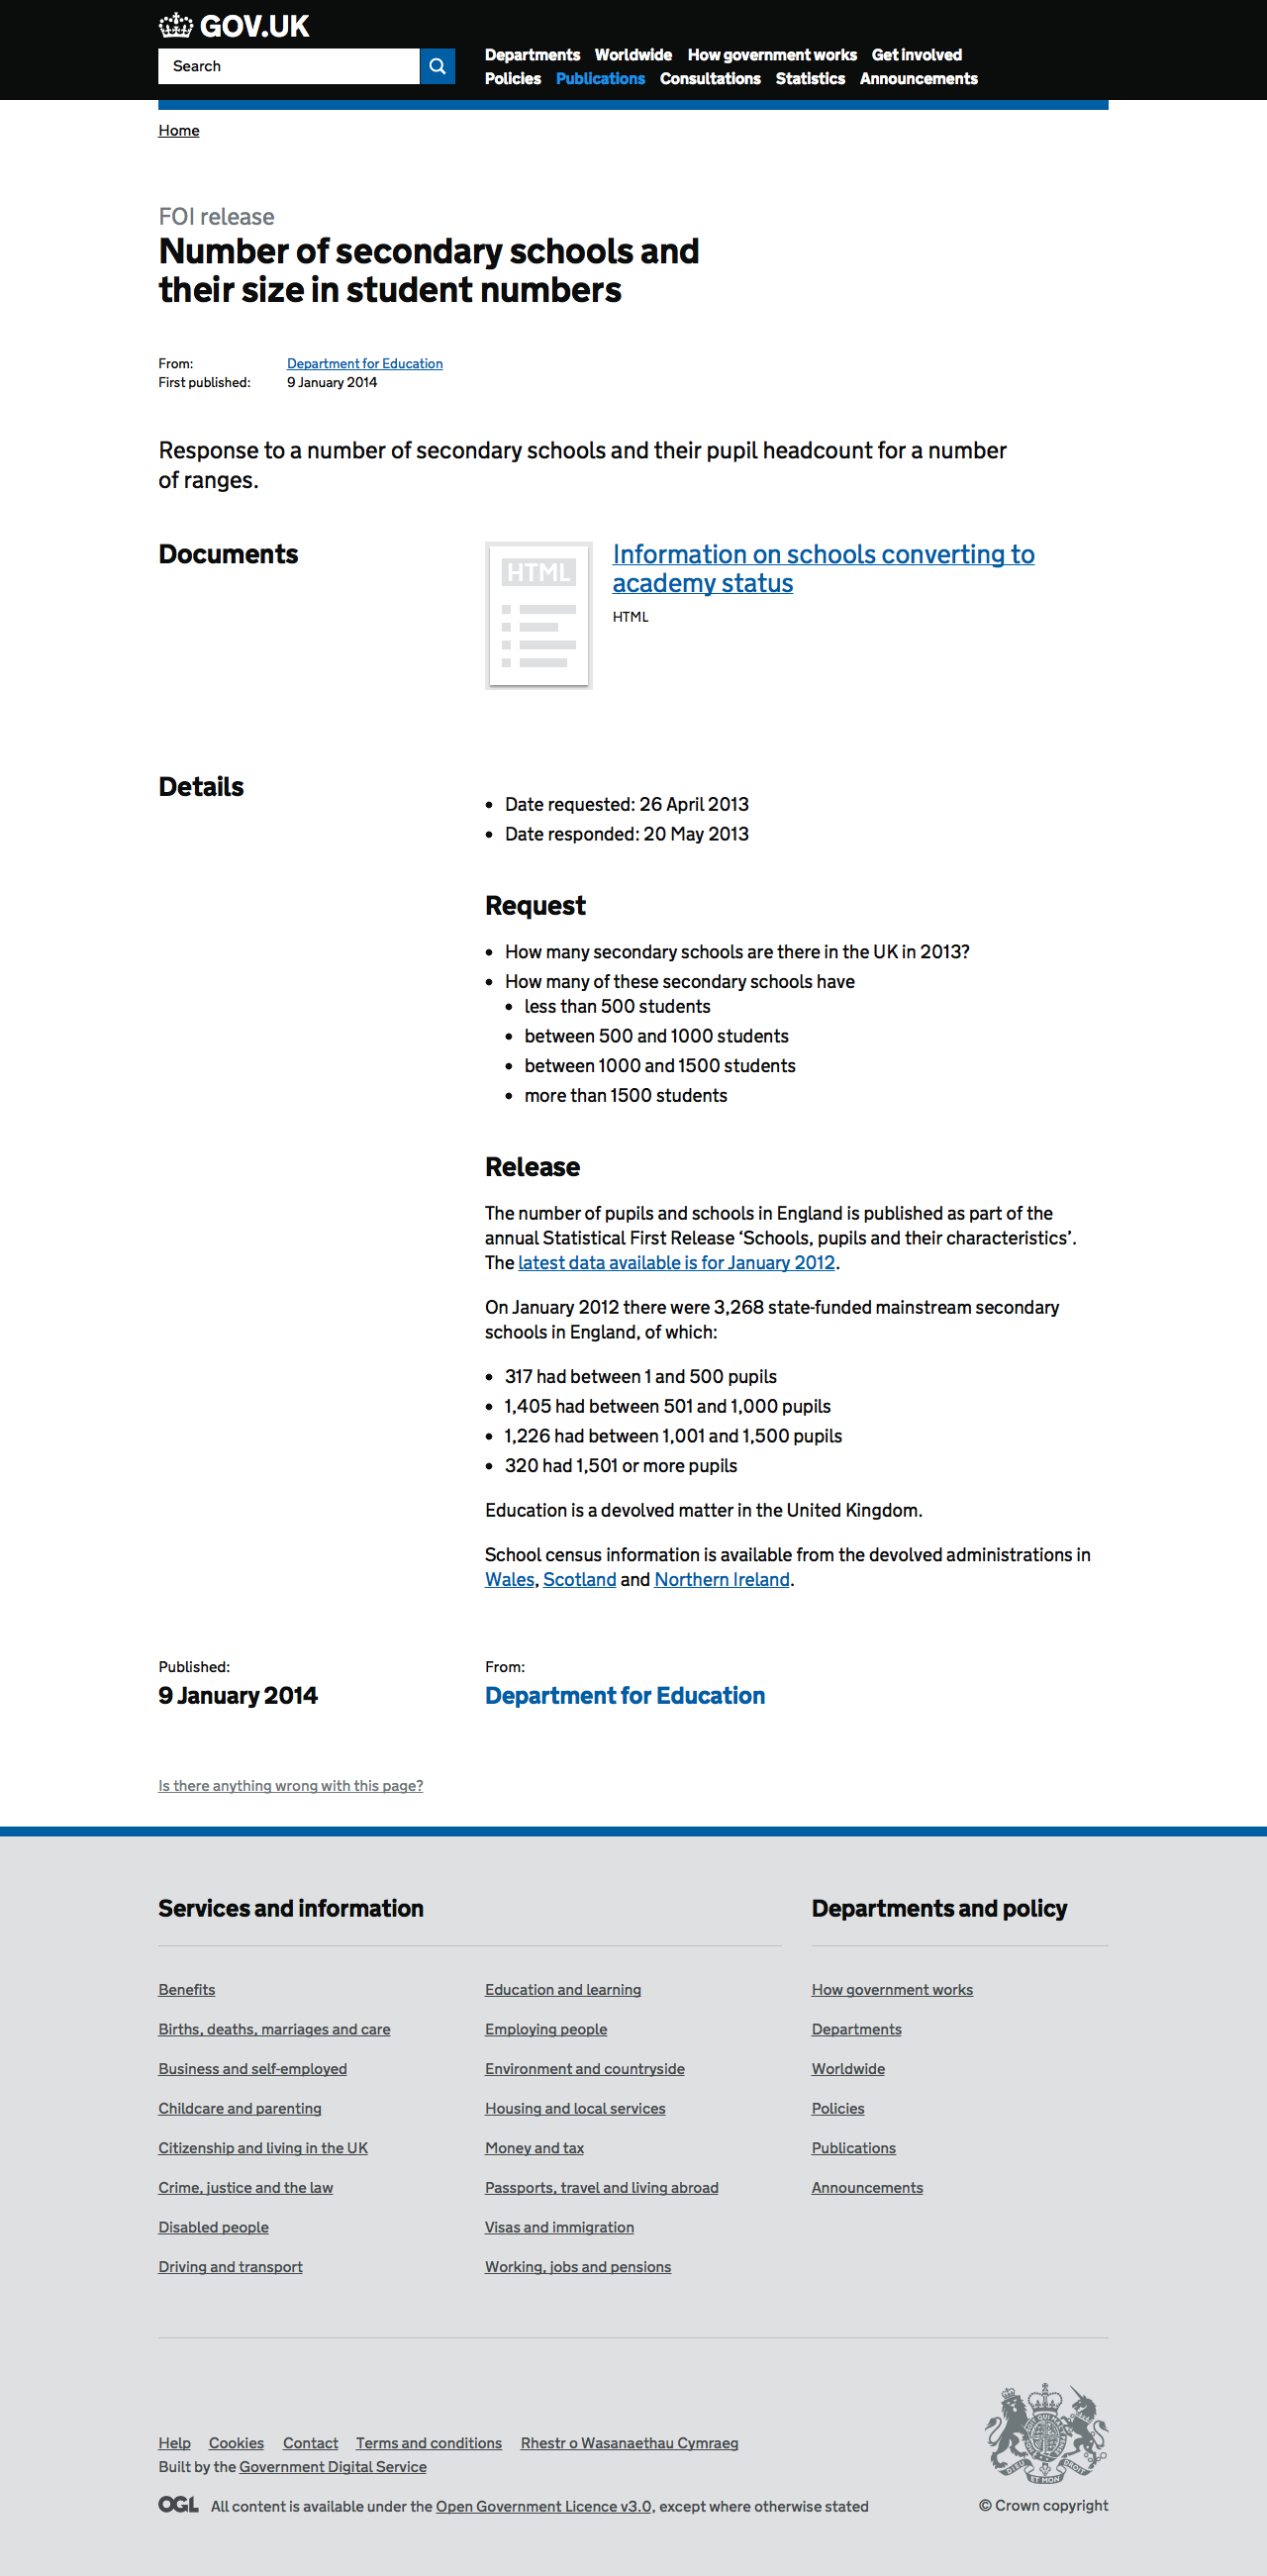 GOV.UK
Search
Departments Worldwide How government works Get involved
Policies Publications Consultations Statistics Announcements
Home
FOI release
Number of secondary schools and
their size in student numbers
From: Department for Education
First published: 9 January 2014
Response to a number of secondary schools and their pupil headcount for a number
of ranges.
Documents
HTML
Information on schools converting to
academy status
HTML
Details
• Date requested: 26 April 2013
• Date responded: 20 May 2013
Request
• How many secondary schools are there in the UK in 2013?
• How many of these secondary schools have
• less than 500 students
• between 500 and 1000 students
• between 1000 and 1500 students
• more than 1500 students
Release
The number of pupils and schools in England is published as part of the
annual Statistical First Release ‘Schools, pupils and their characteristics’.
The latest data available is for January 2012.
On January 2012 there were 3,268 state-funded mainstream secondary
schools in England, of which:
• 317 had between 1 and 500 pupils
• 1,405 had between 501 and 1,000 pupils
• 1,226 had between 1,001 and 1,500 pupils
• 320 had 1,501 or more pupils
Education is a devolved matter in the United Kingdom.
School census information is available from the devolved administrations in
Wales, Scotland and Northern Ireland.
Published:
9 January 2014
From:
Department for Education
Is there anything wrong with this page?
Services and information
Benefits
Births, deaths, marriages and care
Business and self-employed
Childcare and parenting
Citizenship and living in the UK
Crime, justice and the law
Disabled people
Driving and transport
Education and learning
Employing people
Environment and countryside
Housing and local services
Money and tax
Passports, travel and living abroad
Visas and immigration
Working, jobs and pensions
Departments and policy
How government works
Departments
Worldwide
Policies
Publications
Announcements
Help Cookies Contact Terms and conditions Rhestr o Wasanaethau Cymraeg
Built by the Government Digital Service
OGL All content is available under the Open Government Licence v3.0, except where otherwise stated
DIEU ET MON DROIT
© Crown copyright